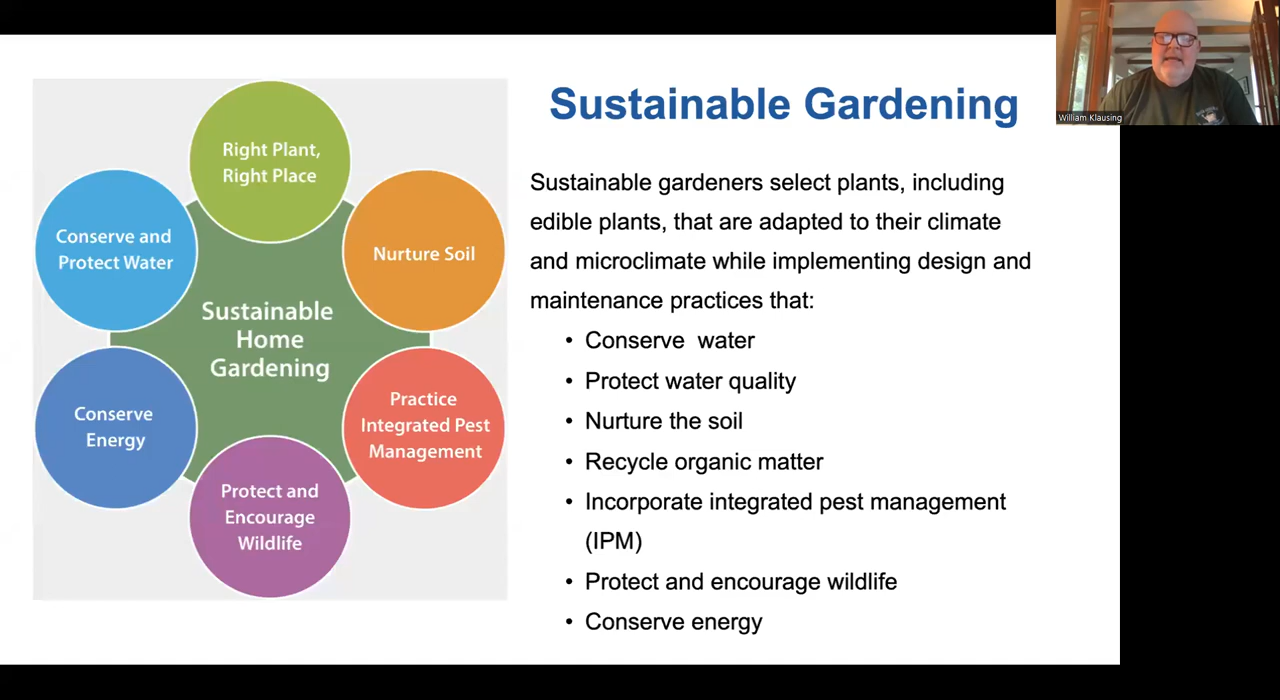 Sustainable Gardening
William Klausing
Right Plant,
Right Place
Conserve and
Protect Water
Nurture Soil
Sustainable
Home
Gardening
Conserve
Energy
Practice
Integrated Pest
Management
Protect and
Encourage
Wildlife
Sustainable gardeners select plants, including
edible plants, that are adapted to their climate
and microclimate while implementing design and
maintenance practices that:
• Conserve  water
• Protect water quality
• Nurture the soil
• Recycle organic matter
• Incorporate integrated pest management
(IPM)
• Protect and encourage wildlife
• Conserve energy